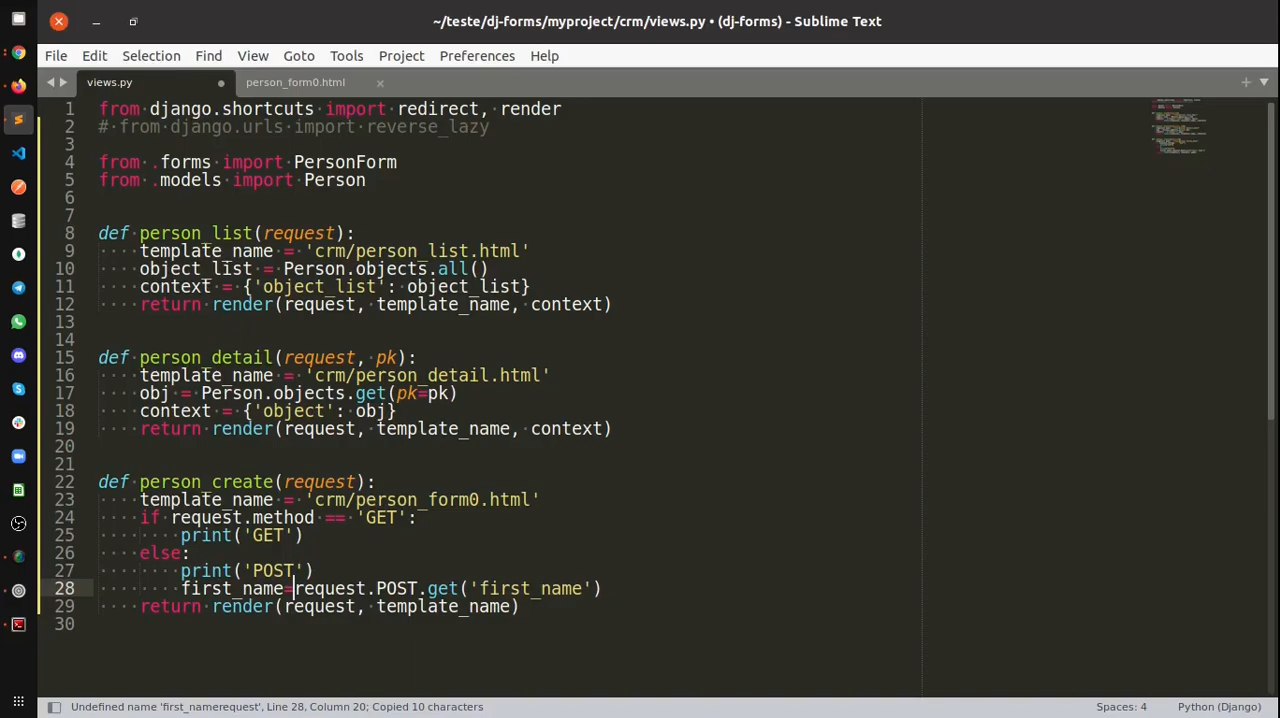 ~/teste/dj-forms/myproject/crm/views.py • (dj-forms) - Sublime Text
File Edit Selection Find View Goto Tools Project Preferences Help
views.py person_form0.html
1 from django.shortcuts import redirect, render
2 # from django.urls import reverse_lazy
3
4 from .forms import PersonForm
5 from .models import Person
6
7
8 def person_list(request):
9 template_name = 'crm/person_list.html'
10 object_list = Person.objects.all()
11 context = {'object_list': object_list}
12 return render(request, template_name, context)
13
14
15 def person_detail(request, pk):
16 template_name = 'crm/person_detail.html'
17 obj = Person.objects.get(pk=pk)
18 context = {'object': obj}
19 return render(request, template_name, context)
20
21
22 def person_create(request):
23 template_name = 'crm/person_form0.html'
24 if request.method == 'GET':
25 print('GET')
26 else:
27 print('POST')
28 first_name=request.POST.get('first_name')
29 return render(request, template_name)
30
Undefined name 'first_namerequest', Line 28, Column 20; Copied 10 characters Spaces: 4 Python (Django)